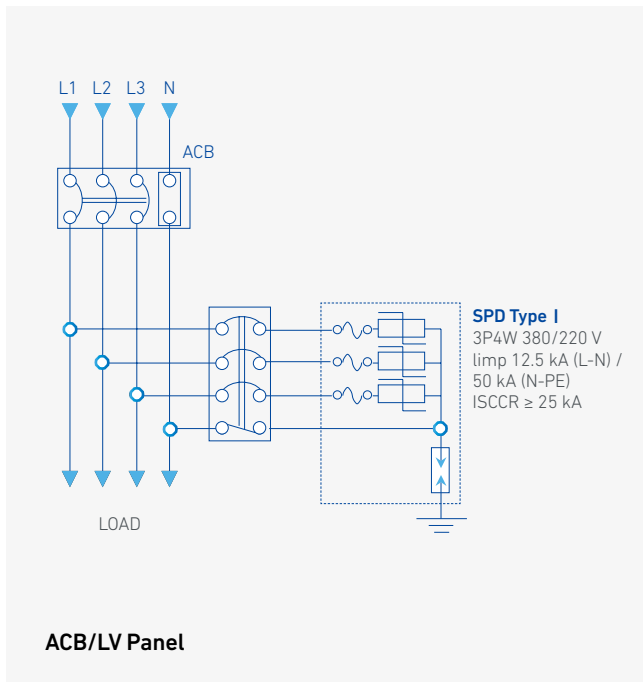 L1 L2 L3 N
ACB
SPD Type I
3P4W 380/220 V
limp 12.5 kA (L-N) /
50 kA (N-PE)
ISCCR ≥ 25 kA
LOAD
ACB/LV Panel